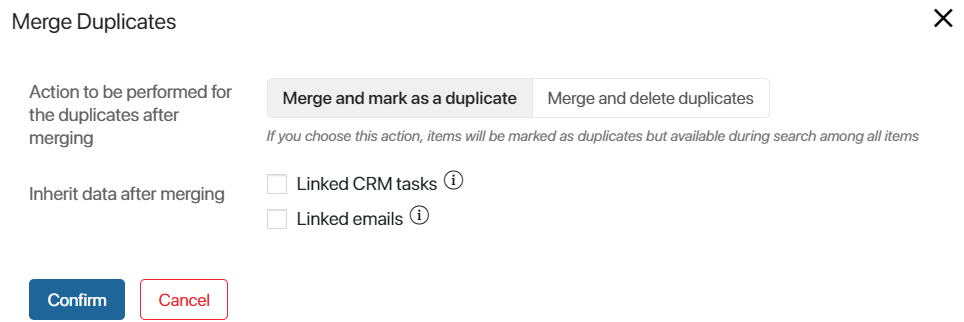 Merge Duplicates
Action to be performed for
the duplicates after
merging
Merge and mark as a duplicate
Merge and delete duplicates
If you choose this action, items will be marked as duplicates but available during search among all items
Inherit data after merging
Linked CRM tasks
Linked emails
Confirm
Cancel